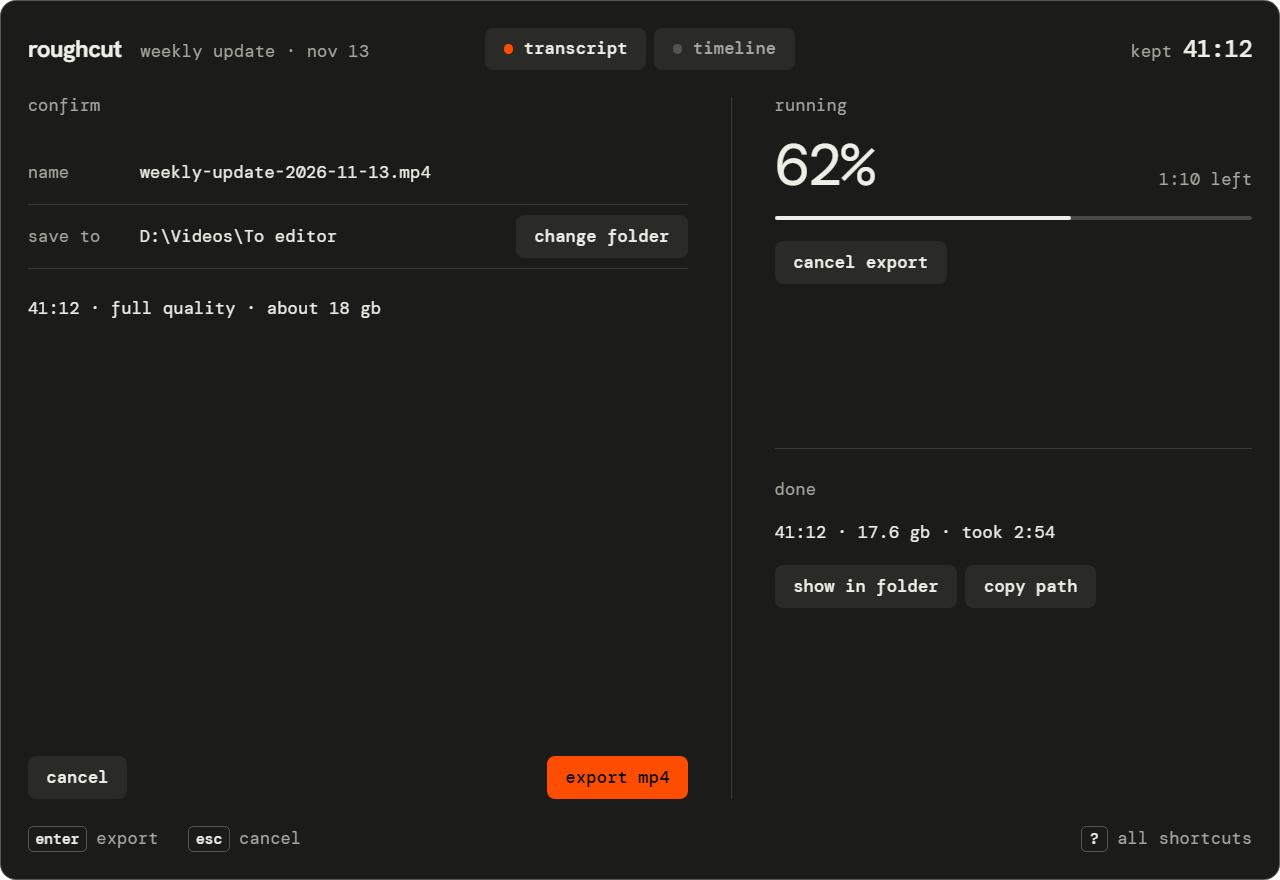 roughcut weekly update · nov 13
transcript
timeline
kept 41:12
confirm
name weekly-update-2026-11-13.mp4
save to D:\Videos\To editor change folder
41:12 · full quality · about 18 gb
cancel
export mp4
running
62%
1:10 left
cancel export
done
41:12 · 17.6 gb · took 2:54
show in folder
copy path
enter export esc cancel
? all shortcuts